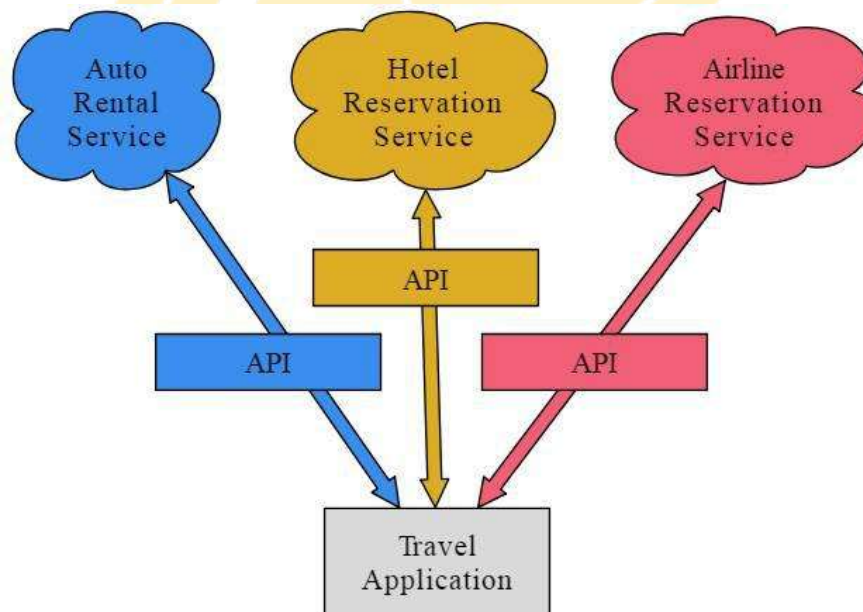 Auto
Rental
Service
Hotel
Reservation
Service
Airline
Reservation
Service
API
API
API
Travel
Application